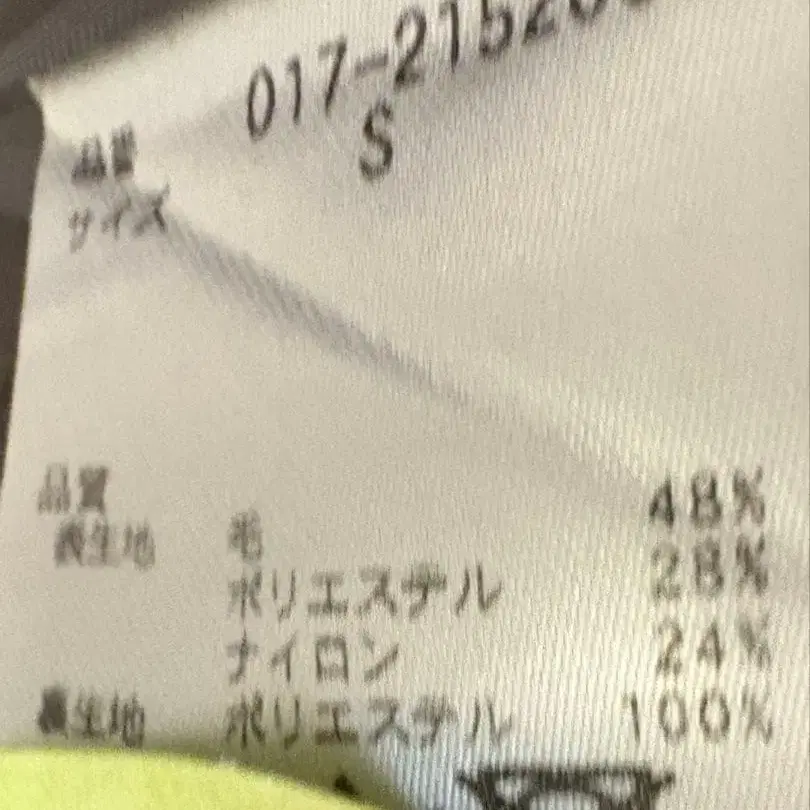 017-2152
S
品番
サイズ
品質
表生地 毛 48%
ポリエステル 28%
ナイロン 24%
裏生地 ポリエステル 100%